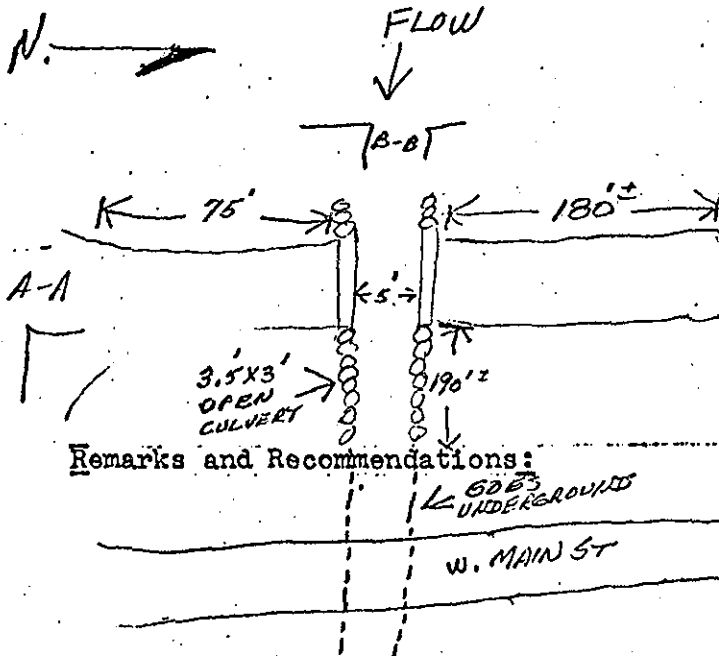 FLOW
N.
B-B
75'
180'±
A-A
5'
3.5'X3'
OPEN
CULVERT
190'±
Remarks and Recommendations:
GOES
UNDERGROUND
W. MAIN ST